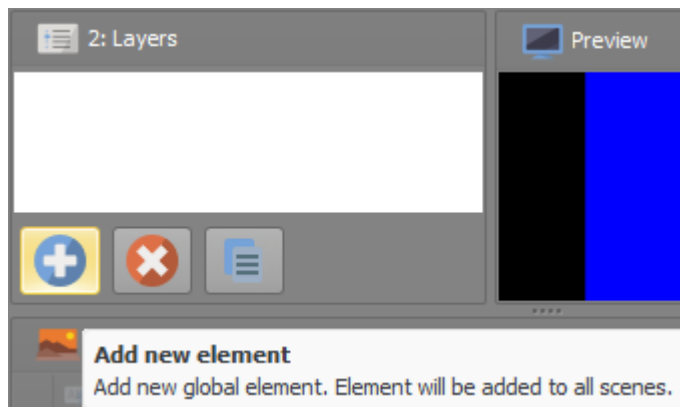 2: Layers
Preview
Add new element
Add new global element. Element will be added to all scenes.